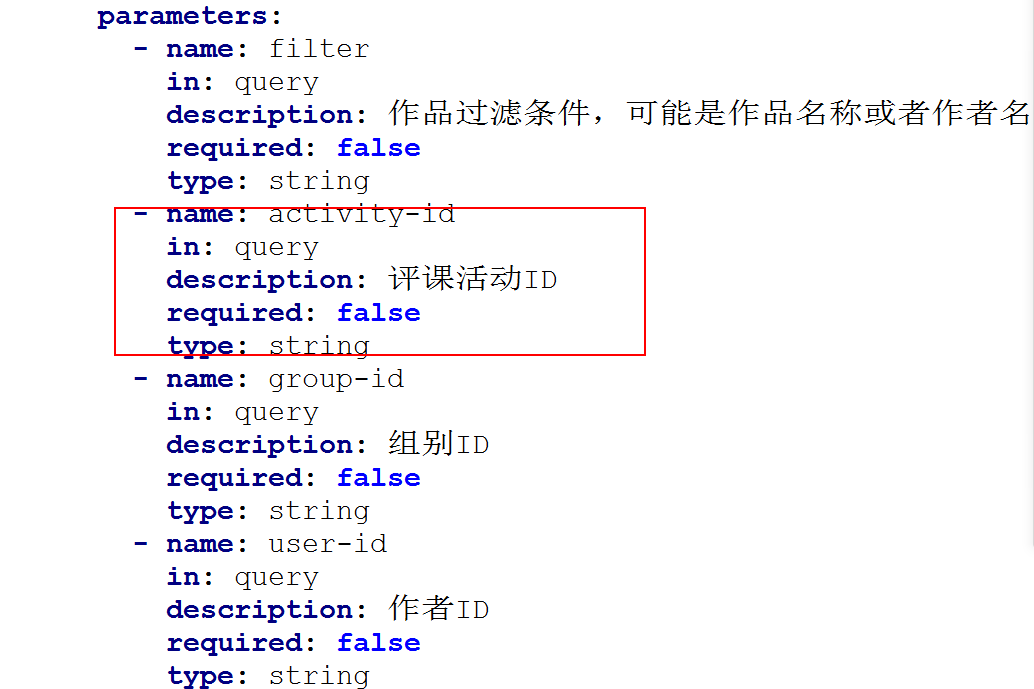 parameters:
- name: filter
in: query
description: 作品过滤条件，可能是作品名称或者作者名
required: false
type: string
- name: activity-id
in: query
description: 评课活动ID
required: false
type: string
- name: group-id
in: query
description: 组别ID
required: false
type: string
- name: user-id
in: query
description: 作者ID
required: false
type: string